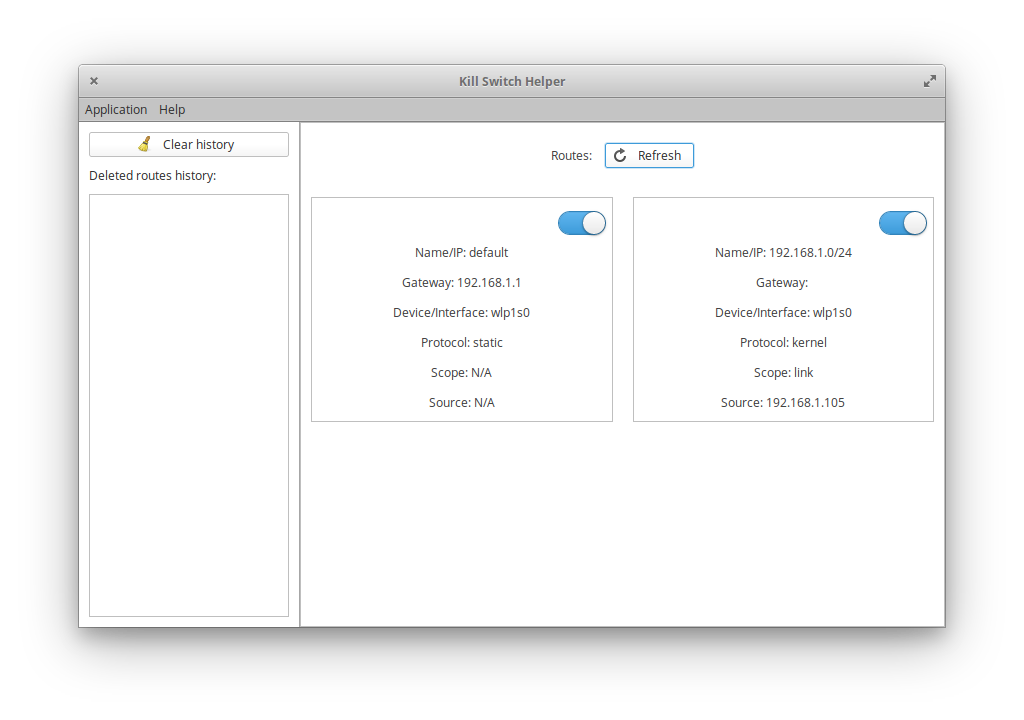 Kill Switch Helper
Application Help
Clear history
Deleted routes history:
Routes: Refresh
Name/IP: default
Gateway: 192.168.1.1
Device/Interface: wlp1s0
Protocol: static
Scope: N/A
Source: N/A
Name/IP: 192.168.1.0/24
Gateway:
Device/Interface: wlp1s0
Protocol: kernel
Scope: link
Source: 192.168.1.105